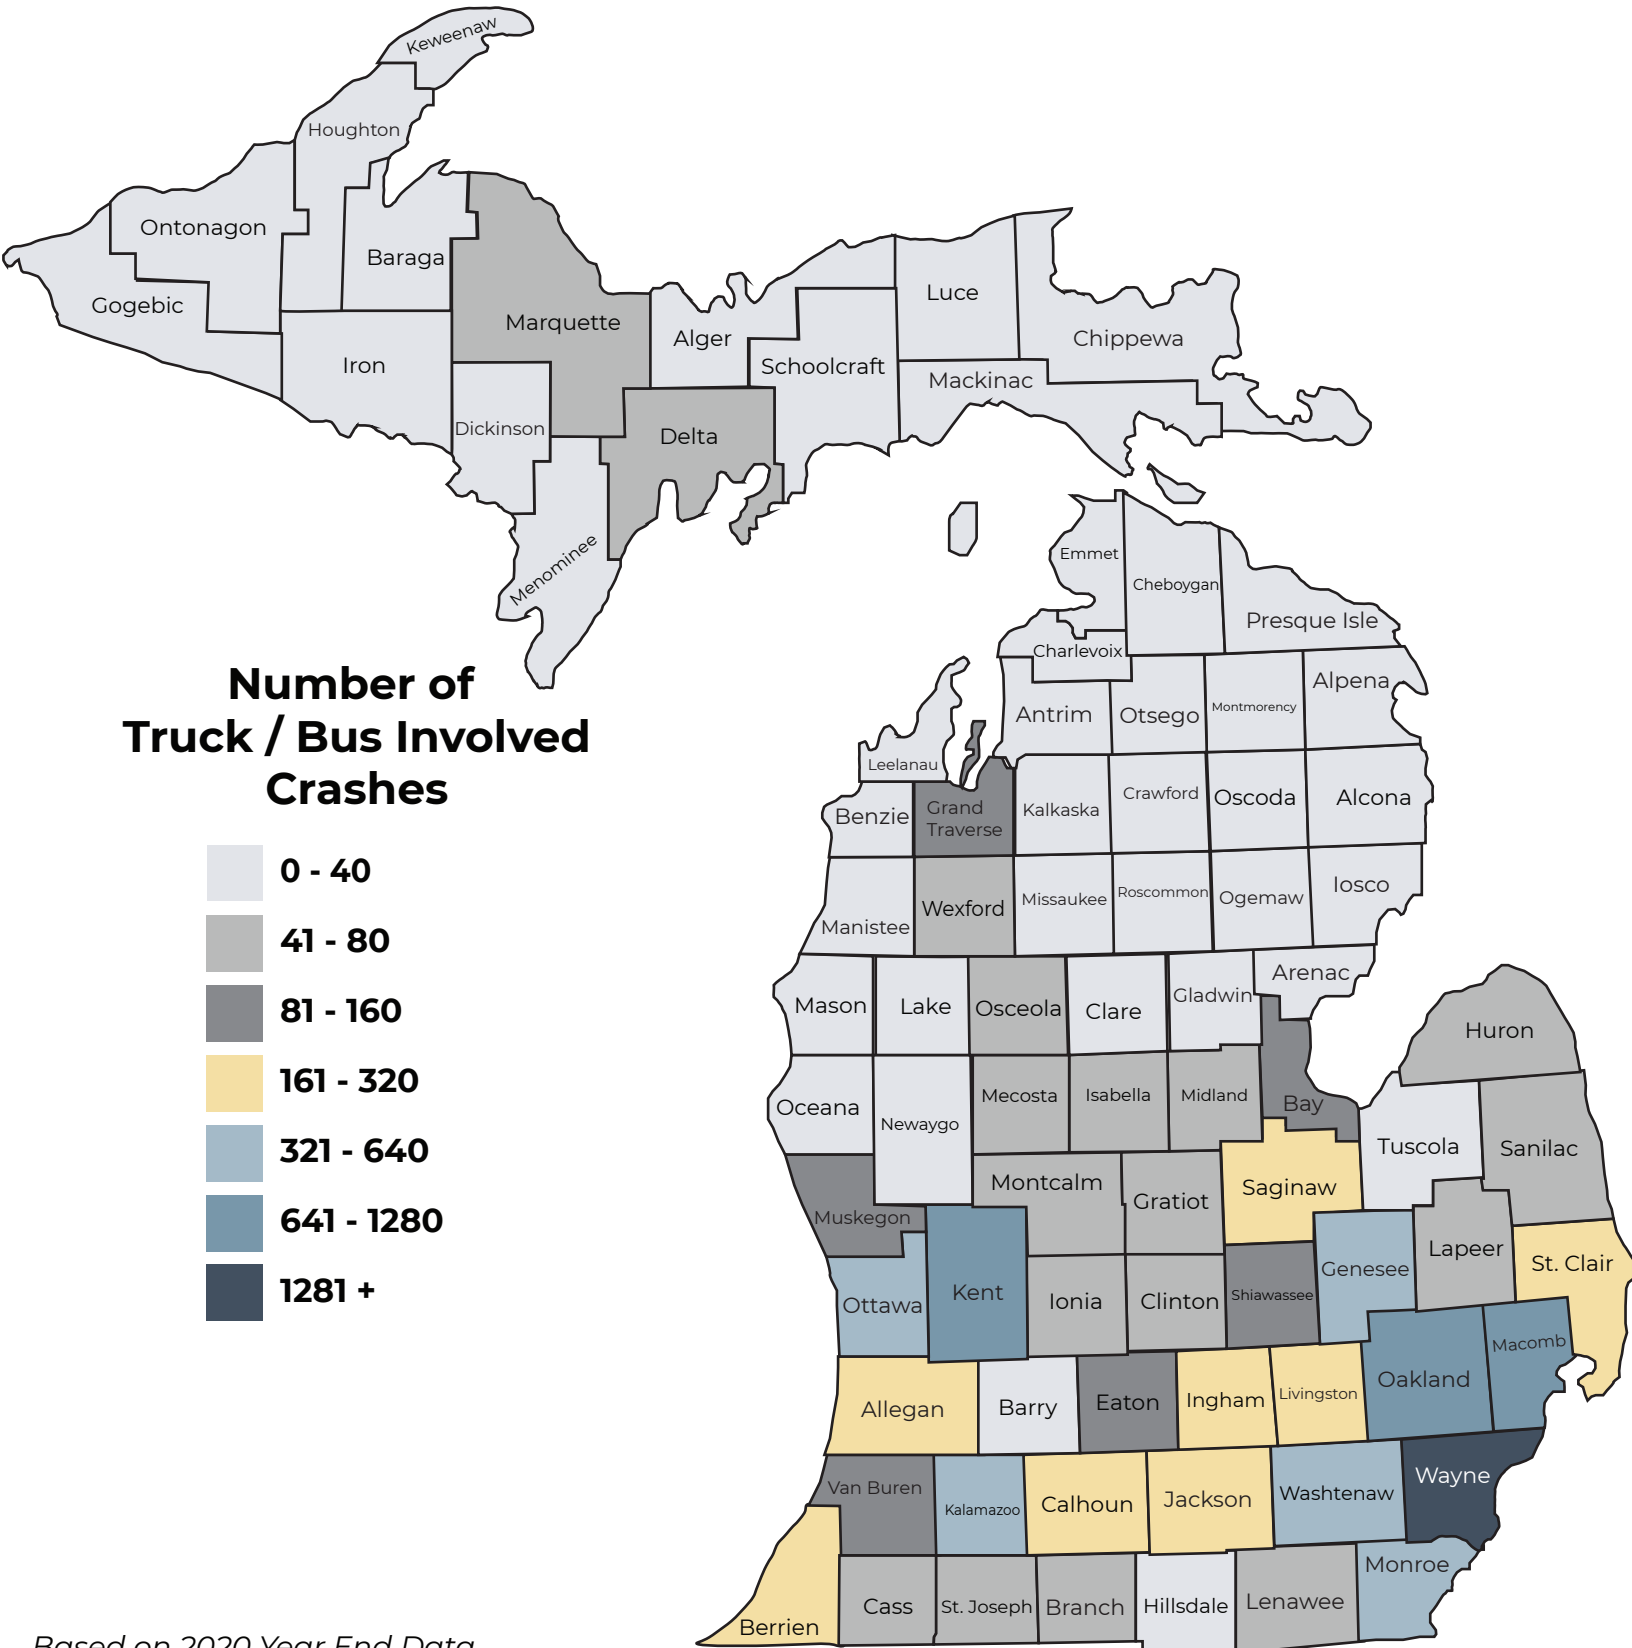 Keweenaw
Houghton
Ontonagon
Baraga
Gogebic
Marquette
Iron
Dickinson
Menominee
Delta
Alger
Schoolcraft
Luce
Chippewa
Mackinac
Emmet
Cheboygan
Presque Isle
Charlevoix
Antrim
Otsego
Montmorency
Alpena
Leelanau
Benzie
Grand
Traverse
Kalkaska
Crawford
Oscoda
Alcona
Manistee
Wexford
Missaukee
Roscommon
Ogemaw
Iosco
Mason
Lake
Osceola
Clare
Gladwin
Arenac
Huron
Oceana
Newaygo
Mecosta
Isabella
Midland
Bay
Tuscola
Sanilac
Muskegon
Montcalm
Gratiot
Saginaw
Lapeer
St. Clair
Ottawa
Kent
Ionia
Clinton
Shiawassee
Genesee
Oakland
Macomb
Allegan
Barry
Eaton
Ingham
Livingston
Van Buren
Kalamazoo
Calhoun
Jackson
Washtenaw
Wayne
Berrien
Cass
St. Joseph
Branch
Hillsdale
Lenawee
Monroe
Number of
Truck / Bus Involved
Crashes
0 - 40
41 - 80
81 - 160
161 - 320
321 - 640
641 - 1280
1281 +
Based on 2020 Year End Data